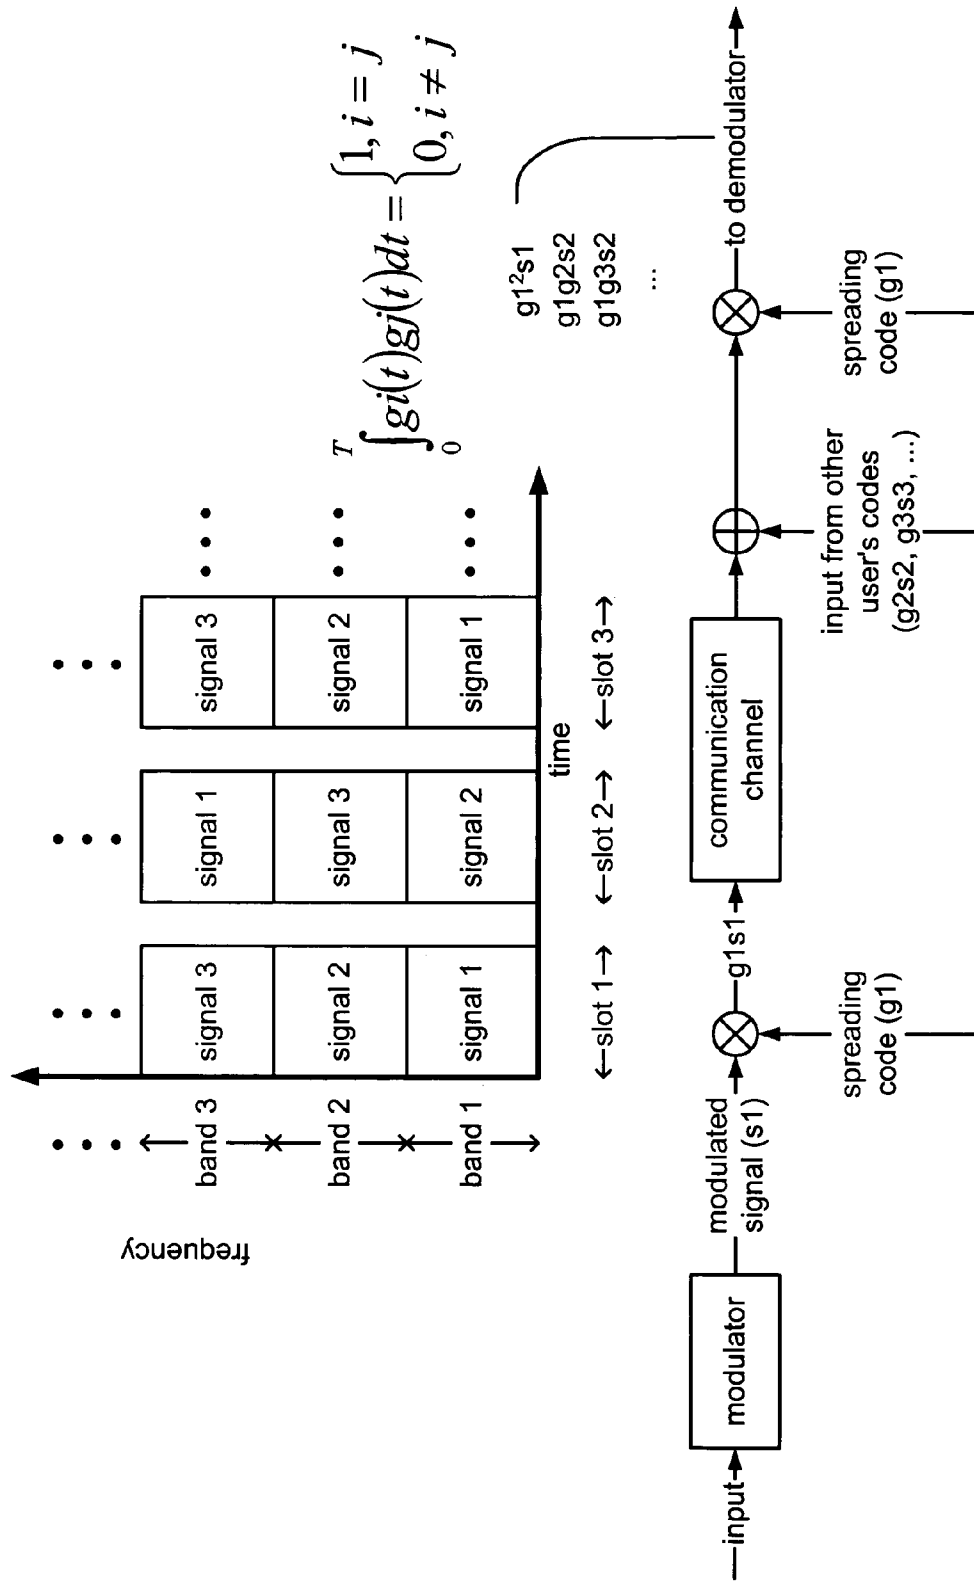 frequency
band 3
band 2
band 1
signal 3
signal 2
signal 1
signal 1
signal 3
signal 2
signal 3
signal 2
signal 1
time
slot 1
slot 2
slot 3
∫₀ᵀ gi(t)gj(t)dt = {1, i = j
0, i ≠ j
g1²s1
g1g2s2
g1g3s2
...
input
modulator
modulated
signal (s1)
g1s1
communication
channel
to demodulator
spreading
code (g1)
input from other
user's codes
(g2s2, g3s3, ...)
spreading
code (g1)